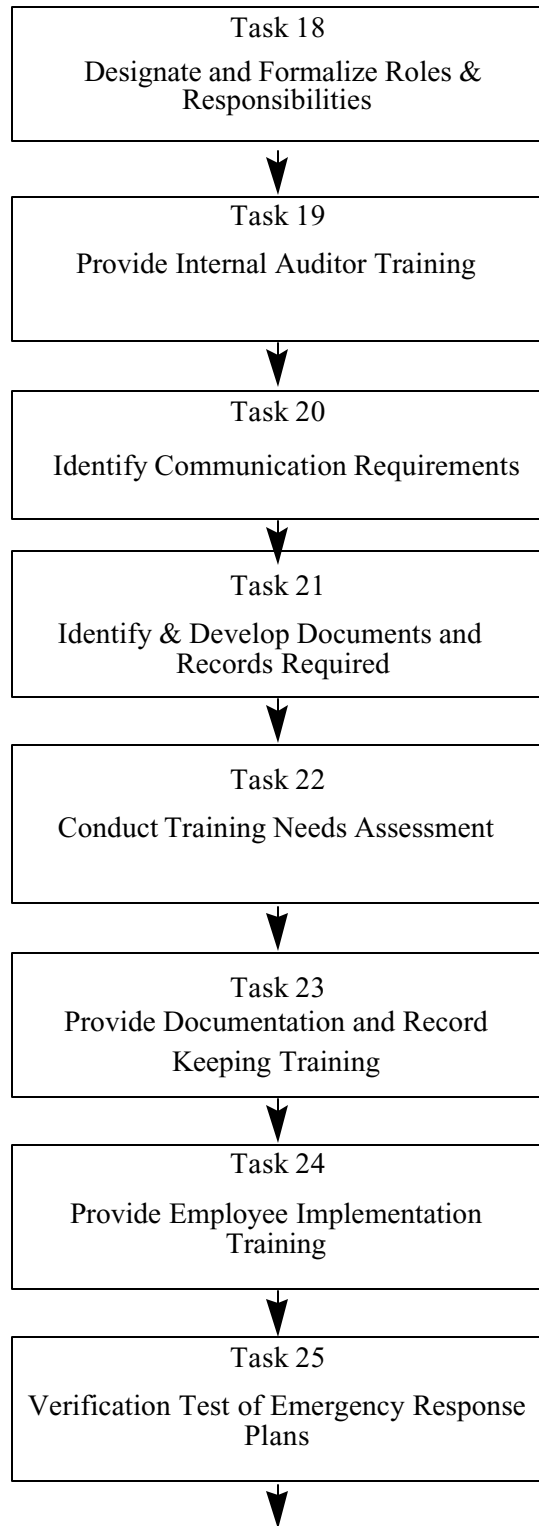 Task 18
Designate and Formalize Roles &
Responsibilities
Task 19
Provide Internal Auditor Training
Task 20
Identify Communication Requirements
Task 21
Identify & Develop Documents and
Records Required
Task 22
Conduct Training Needs Assessment
Task 23
Provide Documentation and Record
Keeping Training
Task 24
Provide Employee Implementation
Training
Task 25
Verification Test of Emergency Response
Plans